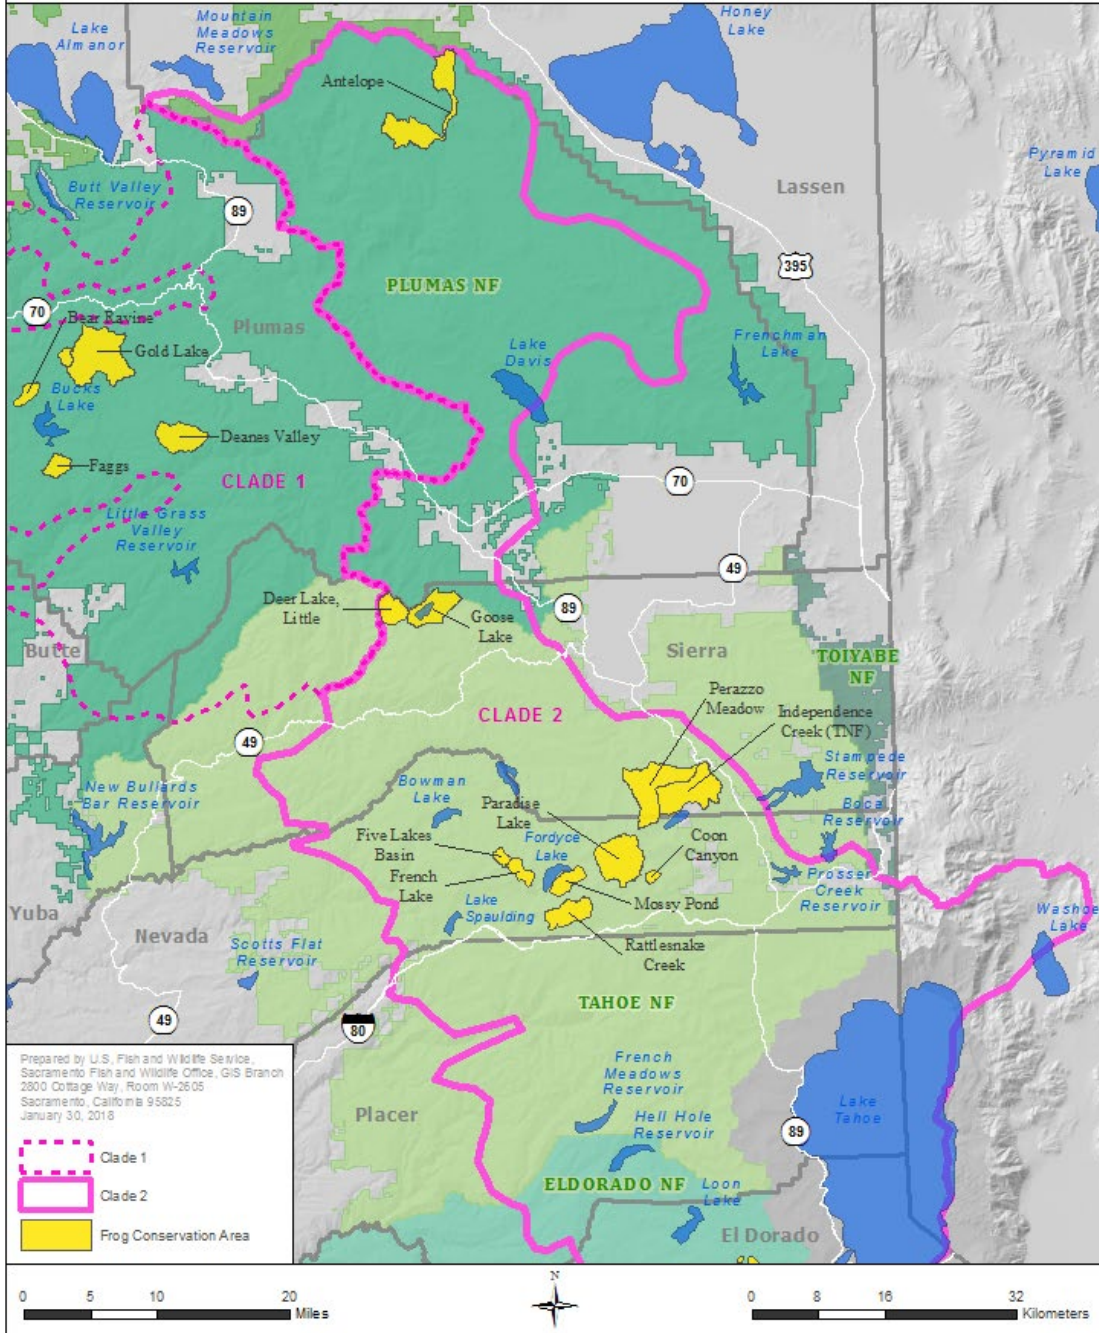 Lake
Almanor
Mountain
Meadows
Reservoir
Honey
Lake
Antelope
Pyramid
Lake
Lassen
Butt Valley
Reservoir
89
395
PLUMAS NF
70
Bear Ravine
Plumas
Gold Lake
Lake
Davis
Frenchman
Lake
Bucks
Lake
Deanes Valley
Faggs
CLADE 1
70
Little Grass
Valley
Reservoir
49
Deer Lake,
Little
Goose
Lake
89
Butte
Sierra
TOIYABE
NF
Perazzo
Meadow
CLADE 2
Independence
Creek (TNF)
49
Stampede
Reservoir
New Bullards
Bar Reservoir
Bowman
Lake
Paradise
Lake
Boca
Reservoir
Five Lakes
Basin
Fordyce
Lake
Coon
Canyon
French
Lake
Prosser
Creek
Reservoir
Mossy Pond
Lake
Spaulding
Yuba
Nevada
Washoe
Lake
Scotts Flat
Reservoir
Rattlesnake
Creek
TAHOE NF
49
80
French
Meadows
Reservoir
Placer
Lake
Tahoe
Hell Hole
Reservoir
89
ELDORADO NF
Loon
Lake
El Dorado
Prepared by U.S. Fish and Wildlife Service,
Sacramento Fish and Wildlife Office, GIS Branch
2800 Cottage Way, Room W-2605
Sacramento, California 95825
January 30, 2018
Clade 1
Clade 2
Frog Conservation Area
0 5 10 20
Miles
N
0 8 16 32
Kilometers